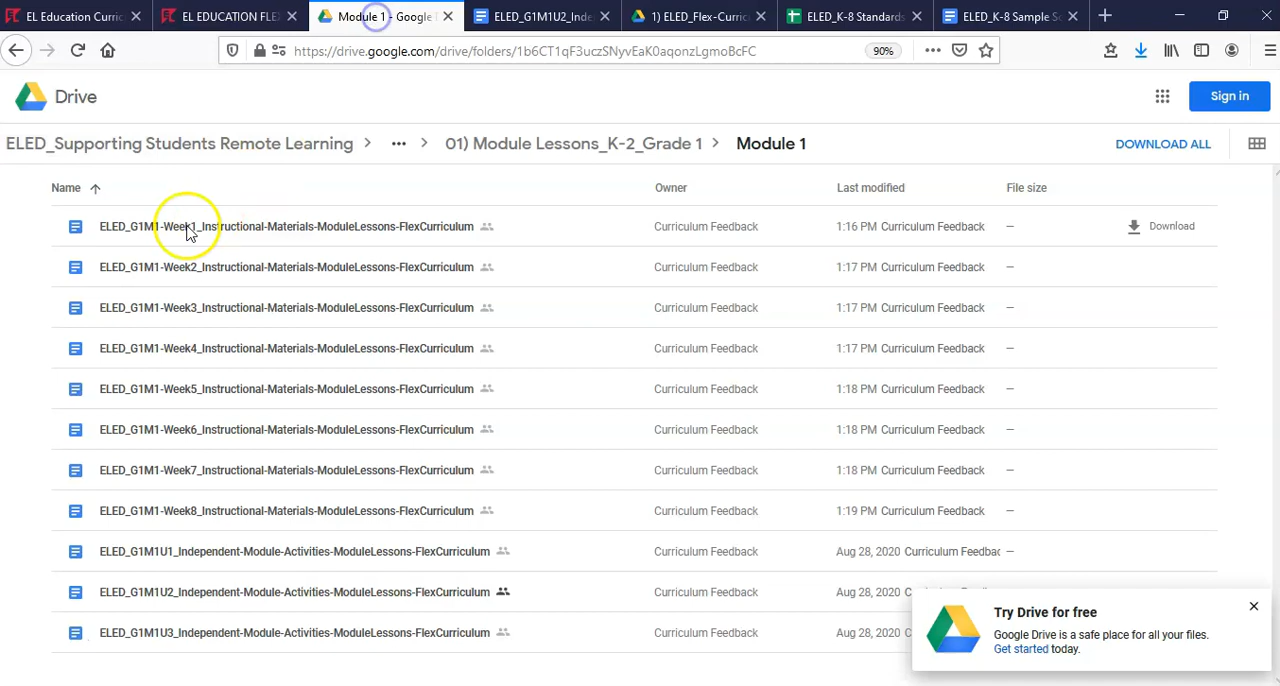 EL Education Curric
EL EDUCATION FLEX
Module 1 - Google
ELED_G1M1U2_Inde
1) ELED_Flex-Curric
ELED_K-8 Standards
ELED_K-8 Sample Sc
https://drive.google.com/drive/folders/1b6CT1qF3uczSNyvEaK0aqonzLgmoBcFC
90%
Drive
Sign in
ELED_Supporting Students Remote Learning > ... > 01) Module Lessons_K-2_Grade 1 > Module 1
DOWNLOAD ALL
Name Owner Last modified File size
ELED_G1M1-Week1_Instructional-Materials-ModuleLessons-FlexCurriculum Curriculum Feedback 1:16 PM Curriculum Feedback — Download
ELED_G1M1-Week2_Instructional-Materials-ModuleLessons-FlexCurriculum Curriculum Feedback 1:17 PM Curriculum Feedback —
ELED_G1M1-Week3_Instructional-Materials-ModuleLessons-FlexCurriculum Curriculum Feedback 1:17 PM Curriculum Feedback —
ELED_G1M1-Week4_Instructional-Materials-ModuleLessons-FlexCurriculum Curriculum Feedback 1:17 PM Curriculum Feedback —
ELED_G1M1-Week5_Instructional-Materials-ModuleLessons-FlexCurriculum Curriculum Feedback 1:18 PM Curriculum Feedback —
ELED_G1M1-Week6_Instructional-Materials-ModuleLessons-FlexCurriculum Curriculum Feedback 1:18 PM Curriculum Feedback —
ELED_G1M1-Week7_Instructional-Materials-ModuleLessons-FlexCurriculum Curriculum Feedback 1:18 PM Curriculum Feedback —
ELED_G1M1-Week8_Instructional-Materials-ModuleLessons-FlexCurriculum Curriculum Feedback 1:19 PM Curriculum Feedback —
ELED_G1M1U1_Independent-Module-Activities-ModuleLessons-FlexCurriculum Curriculum Feedback Aug 28, 2020 Curriculum Feedbac —
ELED_G1M1U2_Independent-Module-Activities-ModuleLessons-FlexCurriculum Curriculum Feedback Aug 28, 2020 C
ELED_G1M1U3_Independent-Module-Activities-ModuleLessons-FlexCurriculum Curriculum Feedback Aug 28, 2020 C
Try Drive for free
Google Drive is a safe place for all your files.
Get started today.